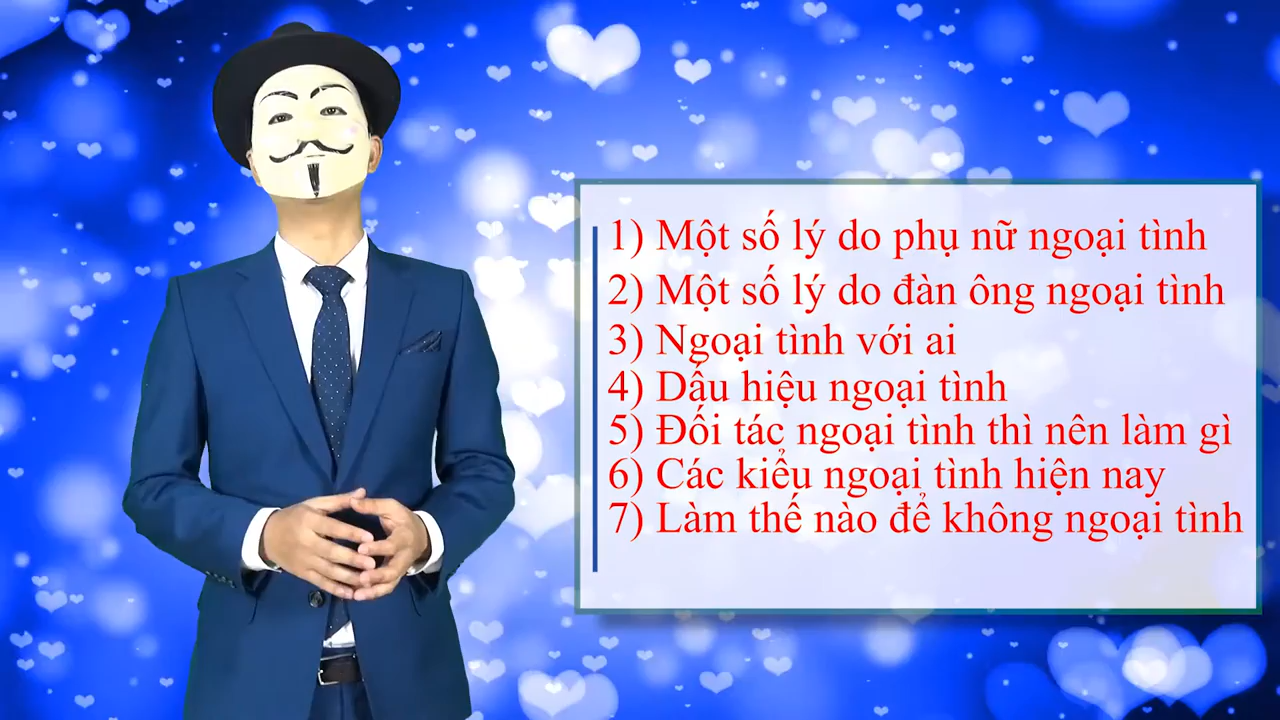 1) Một số lý do phụ nữ ngoại tình
2) Một số lý do đàn ông ngoại tình
3) Ngoại tình với ai
4) Dấu hiệu ngoại tình
5) Đối tác ngoại tình thì nên làm gì
6) Các kiểu ngoại tình hiện nay
7) Làm thế nào để không ngoại tình